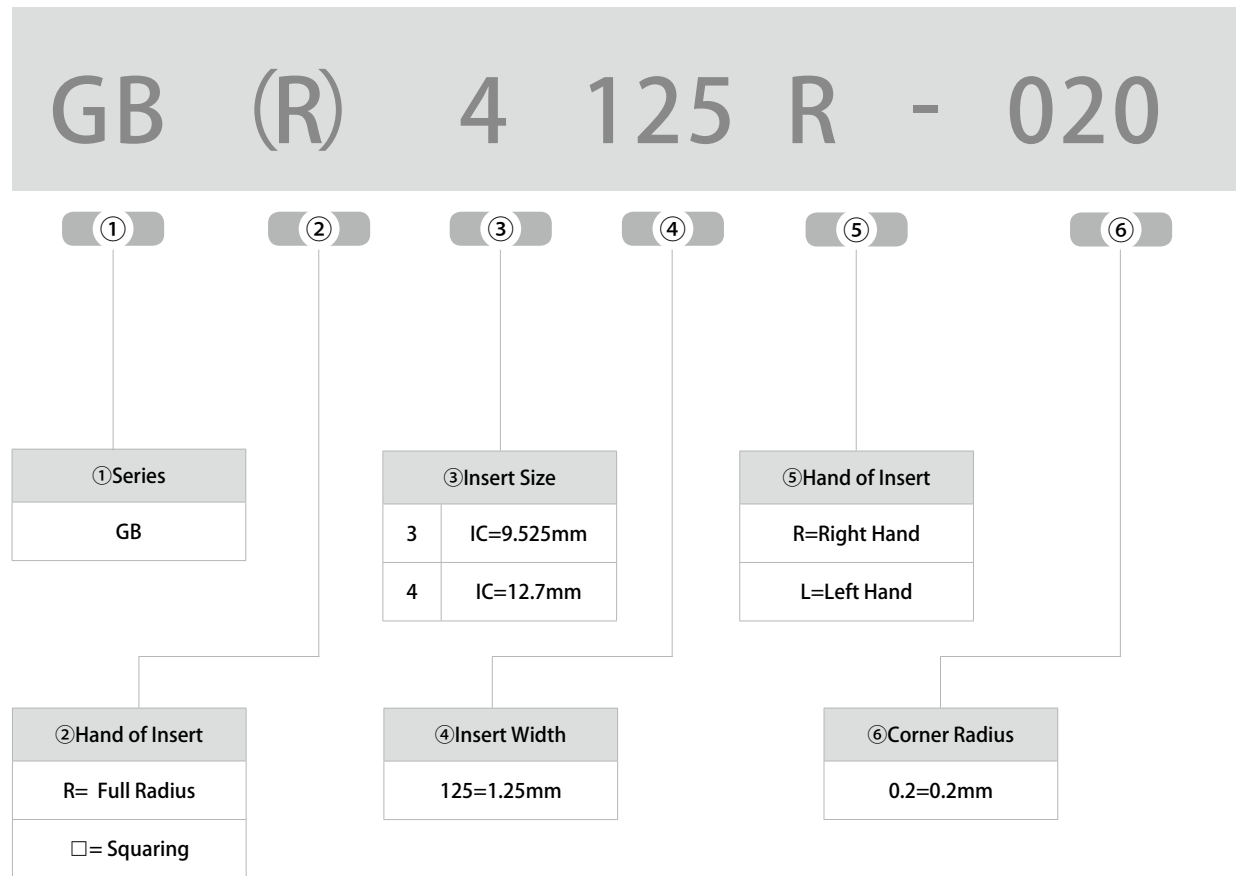 GB (R) 4 125 R - 020
① ② ③ ④ ⑤ ⑥
①Series
GB
③Insert Size
3 IC=9.525mm
4 IC=12.7mm
⑤Hand of Insert
R=Right Hand
L=Left Hand
②Hand of Insert
R= Full Radius
□= Squaring
④Insert Width
125=1.25mm
⑥Corner Radius
0.2=0.2mm